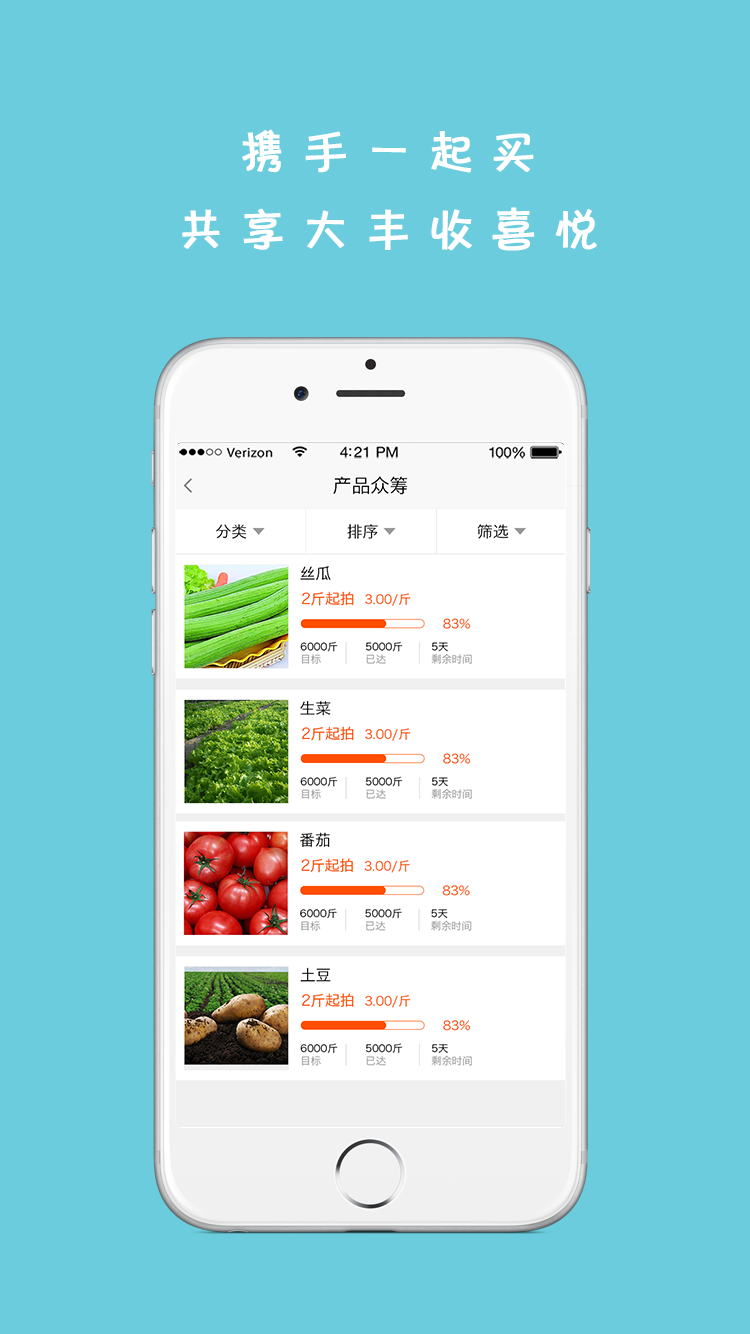 携手一起买
共享大丰收喜悦
Verizon 4:21 PM 100%
产品众筹
分类 排序 筛选
丝瓜
2斤起拍 3.00/斤
83%
6000斤 5000斤 5天
目标 已达 剩余时间
生菜
2斤起拍 3.00/斤
83%
6000斤 5000斤 5天
目标 已达 剩余时间
番茄
2斤起拍 3.00/斤
83%
6000斤 5000斤 5天
目标 已达 剩余时间
土豆
2斤起拍 3.00/斤
83%
6000斤 5000斤 5天
目标 已达 剩余时间